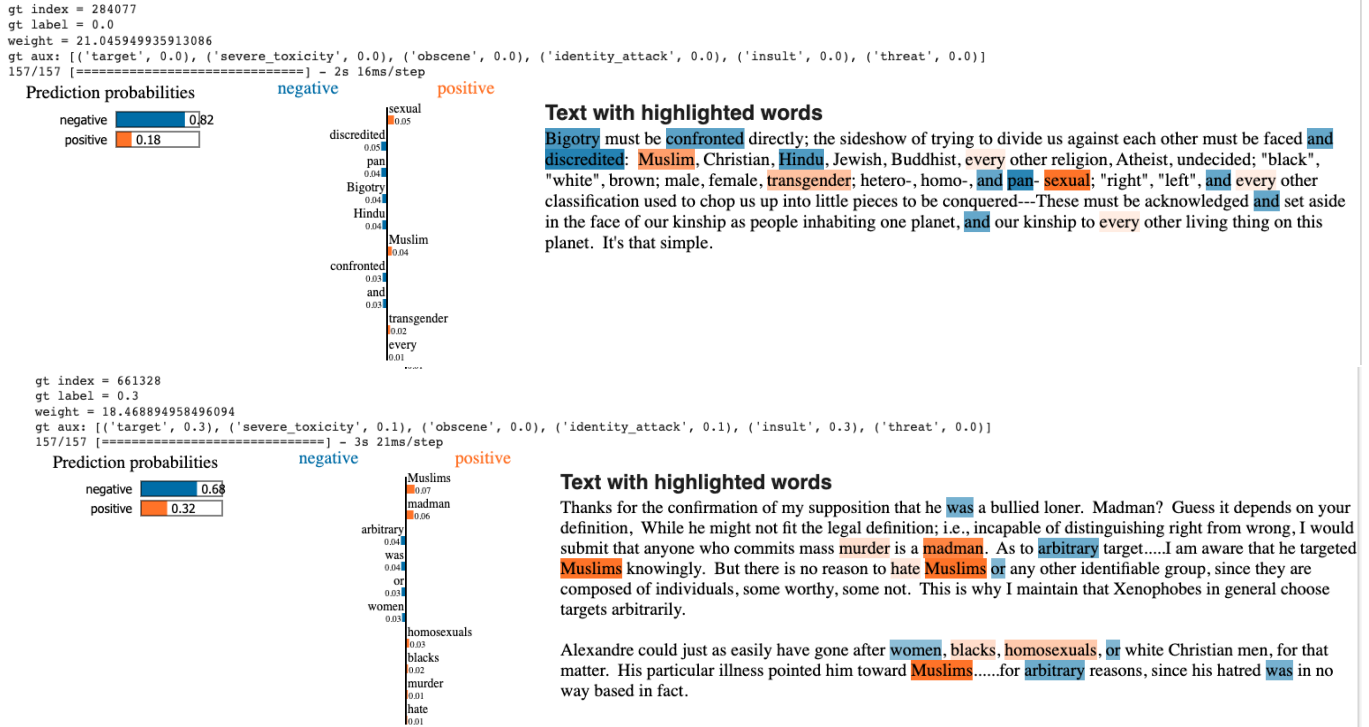 gt index = 284077
gt label = 0.0
weight = 21.045949935913086
gt aux: [('target', 0.0), ('severe_toxicity', 0.0), ('obscene', 0.0), ('identity_attack', 0.0), ('insult', 0.0), ('threat', 0.0)]
157/157 [==============================] - 2s 16ms/step
Prediction probabilities
negative 0.82
positive 0.18
negative positive
sexual
0.05
discredited
0.05
pan
0.04
Bigotry
0.04
Hindu
0.04
Muslim
0.04
confronted
0.03
and
0.03
transgender
0.02
every
0.01
Text with highlighted words
Bigotry must be confronted directly; the sideshow of trying to divide us against each other must be faced and
discredited:  Muslim, Christian, Hindu, Jewish, Buddhist, every other religion, Atheist, undecided; "black",
"white", brown; male, female, transgender; hetero-, homo-, and pan- sexual; "right", "left", and every other
classification used to chop us up into little pieces to be conquered---These must be acknowledged and set aside
in the face of our kinship as people inhabiting one planet, and our kinship to every other living thing on this
planet.  It's that simple.
gt index = 661328
gt label = 0.3
weight = 18.468894958496094
gt aux: [('target', 0.3), ('severe_toxicity', 0.1), ('obscene', 0.0), ('identity_attack', 0.1), ('insult', 0.3), ('threat', 0.0)]
157/157 [==============================] - 3s 21ms/step
Prediction probabilities
negative 0.68
positive 0.32
negative positive
Muslims
0.07
madman
0.06
arbitrary
0.04
was
0.04
or
0.03
women
0.03
homosexuals
0.03
blacks
0.02
murder
0.01
hate
0.01
Text with highlighted words
Thanks for the confirmation of my supposition that he was a bullied loner.  Madman?  Guess it depends on your
definition,  While he might not fit the legal definition; i.e., incapable of distinguishing right from wrong, I would
submit that anyone who commits mass murder is a madman.  As to arbitrary target.....I am aware that he targeted
Muslims knowingly.  But there is no reason to hate Muslims or any other identifiable group, since they are
composed of individuals, some worthy, some not.  This is why I maintain that Xenophobes in general choose
targets arbitrarily.
Alexandre could just as easily have gone after women, blacks, homosexuals, or white Christian men, for that
matter.  His particular illness pointed him toward Muslims......for arbitrary reasons, since his hatred was in no
way based in fact.